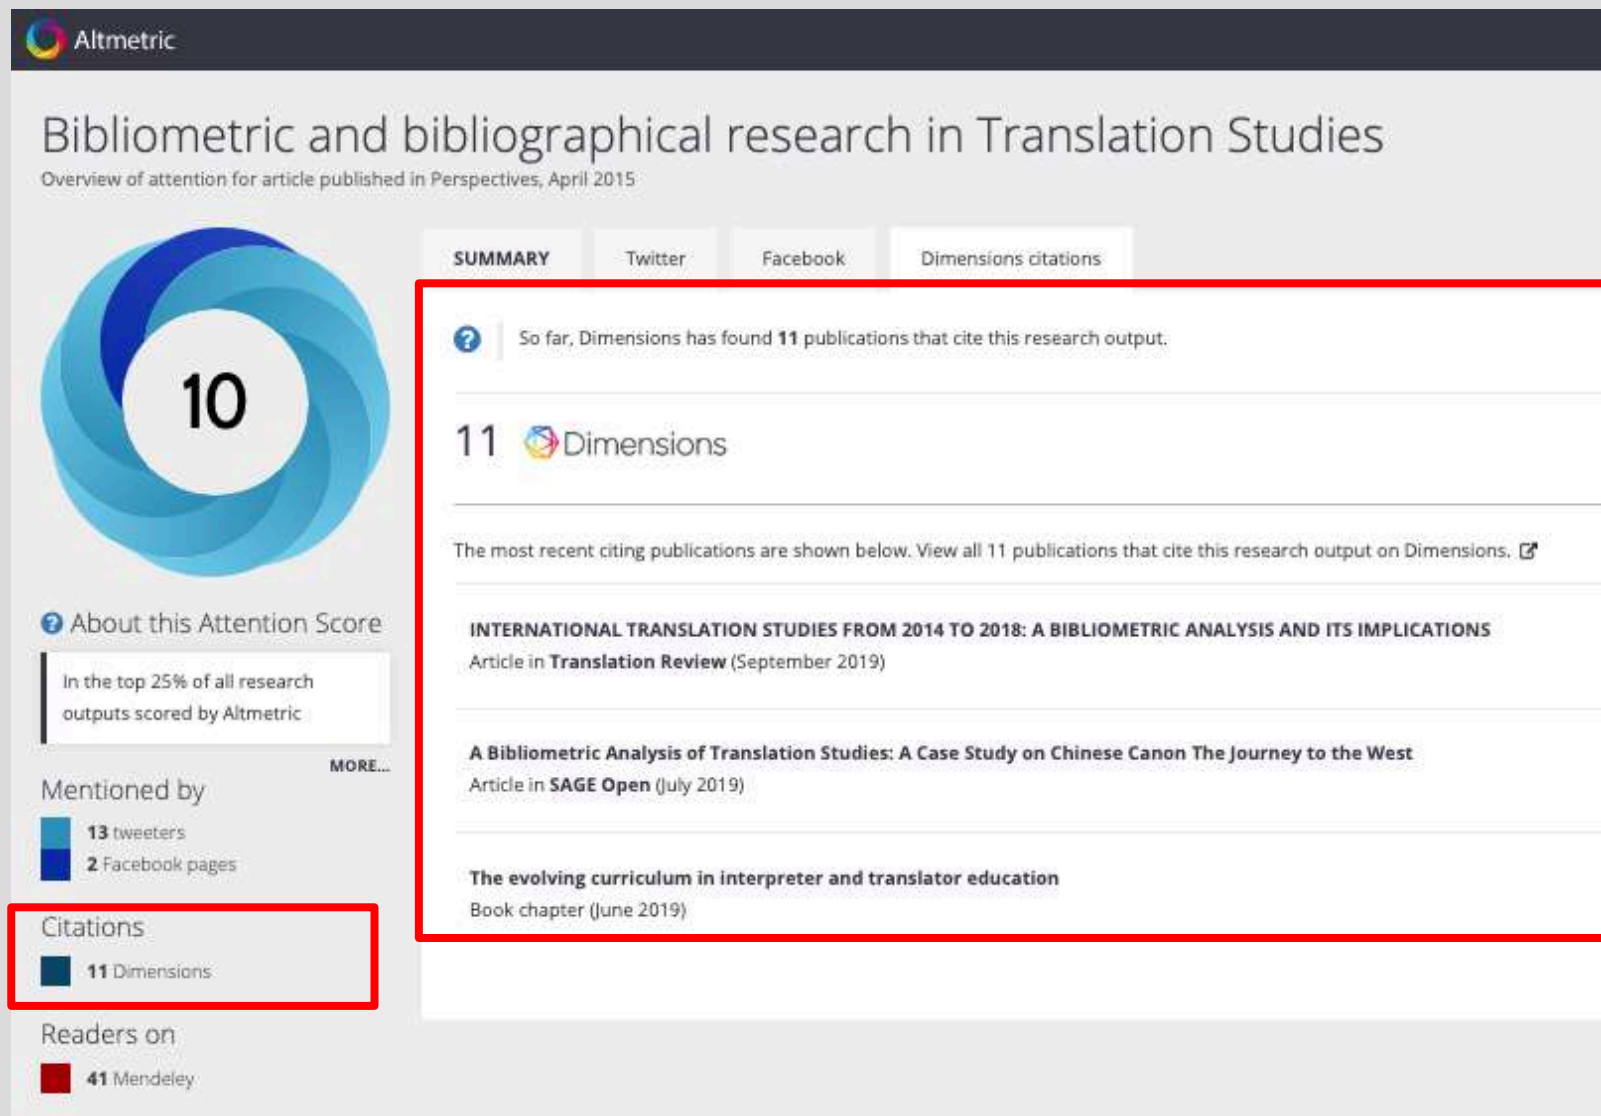 Altmetric
Bibliometric and bibliographical research in Translation Studies
Overview of attention for article published in Perspectives, April 2015
10
SUMMARY Twitter Facebook Dimensions citations
? So far, Dimensions has found 11 publications that cite this research output.
11 Dimensions
The most recent citing publications are shown below. View all 11 publications that cite this research output on Dimensions.
INTERNATIONAL TRANSLATION STUDIES FROM 2014 TO 2018: A BIBLIOMETRIC ANALYSIS AND ITS IMPLICATIONS
Article in Translation Review (September 2019)
A Bibliometric Analysis of Translation Studies: A Case Study on Chinese Canon The Journey to the West
Article in SAGE Open (July 2019)
The evolving curriculum in interpreter and translator education
Book chapter (June 2019)
? About this Attention Score
In the top 25% of all research
outputs scored by Altmetric
MORE...
Mentioned by
13 tweeters
2 Facebook pages
Citations
11 Dimensions
Readers on
41 Mendeley